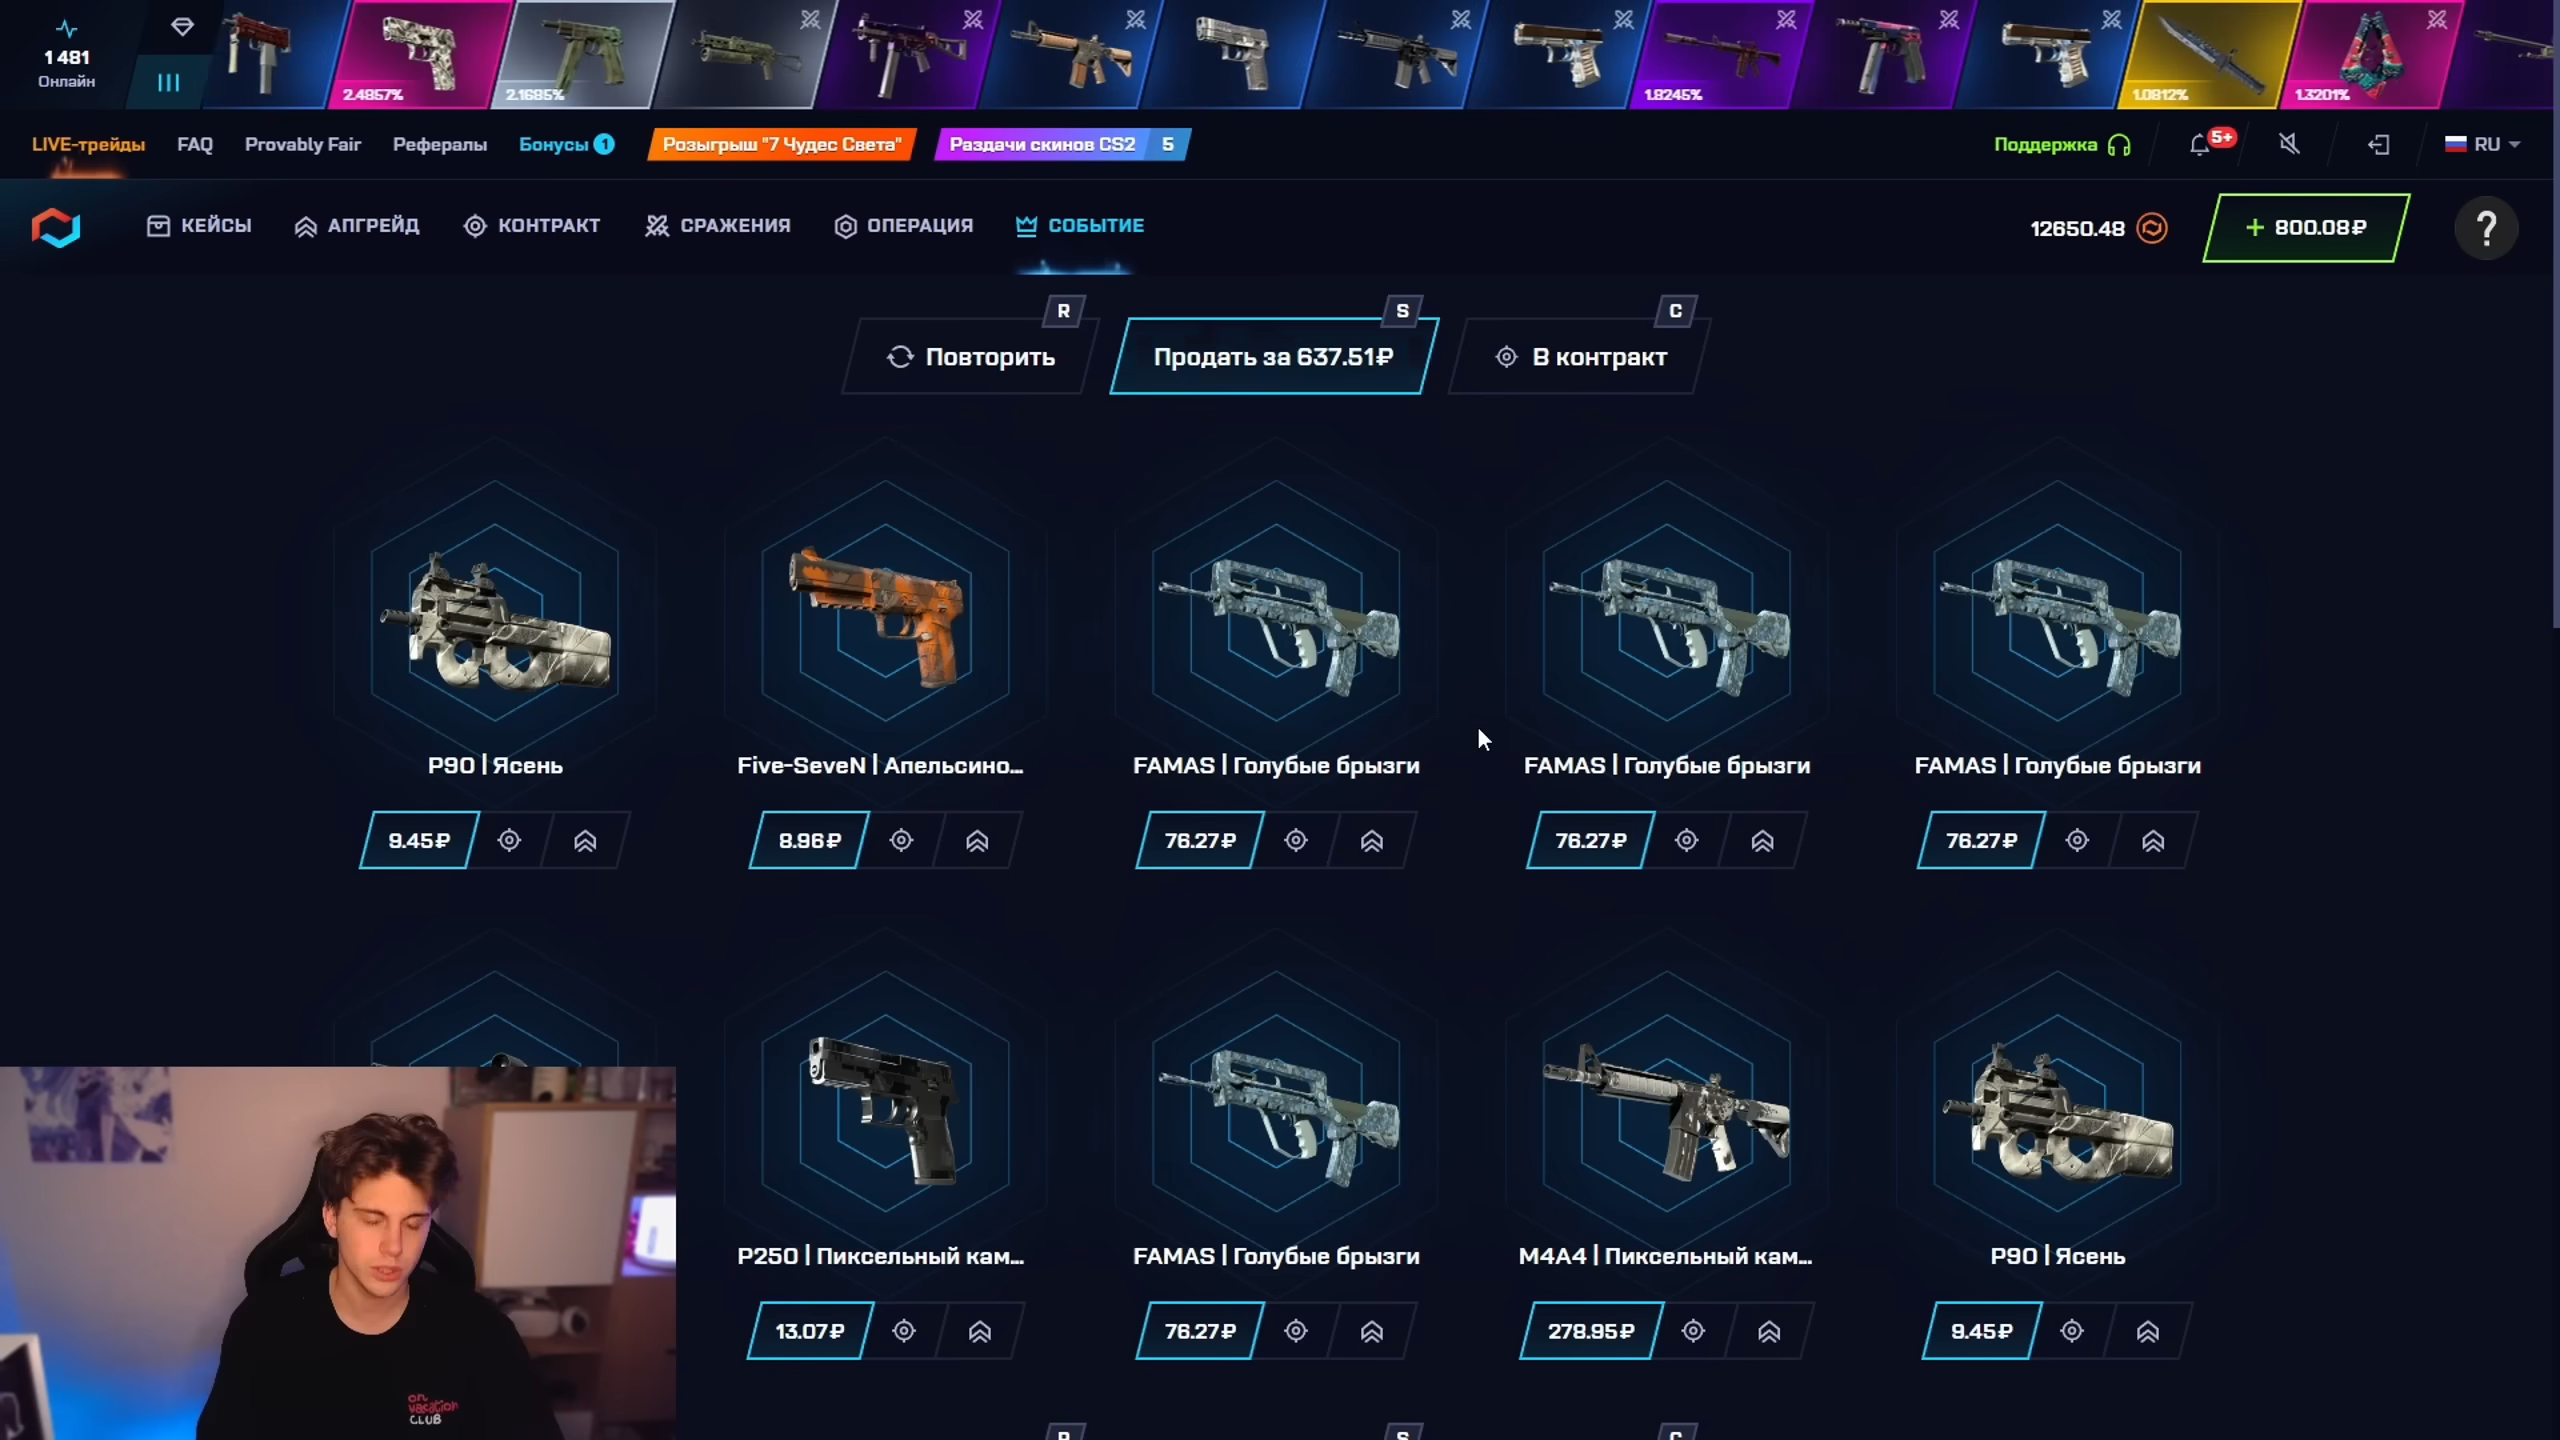 1 481
Онлайн
2.4857%
2.1685%
1.8245%
1.0812%
1.3201%
LIVE-трейды
FAQ
Provably Fair
Рефералы
Бонусы 1
Розыгрыш "7 Чудес Света"
Раздачи скинов CS2 5
Поддержка
5+
RU
КЕЙСЫ
АПГРЕЙД
КОНТРАКТ
СРАЖЕНИЯ
ОПЕРАЦИЯ
СОБЫТИЕ
12650.48
+ 800.08₽
?
R
S
C
Повторить
Продать за 637.51₽
В контракт
P90 | Ясень
Five-SeveN | Апельсино...
FAMAS | Голубые брызги
FAMAS | Голубые брызги
FAMAS | Голубые брызги
9.45₽
8.96₽
76.27₽
76.27₽
76.27₽
P250 | Пиксельный кам...
FAMAS | Голубые брызги
M4A4 | Пиксельный кам...
P90 | Ясень
13.07₽
76.27₽
278.95₽
9.45₽
on
vacation
CLUB